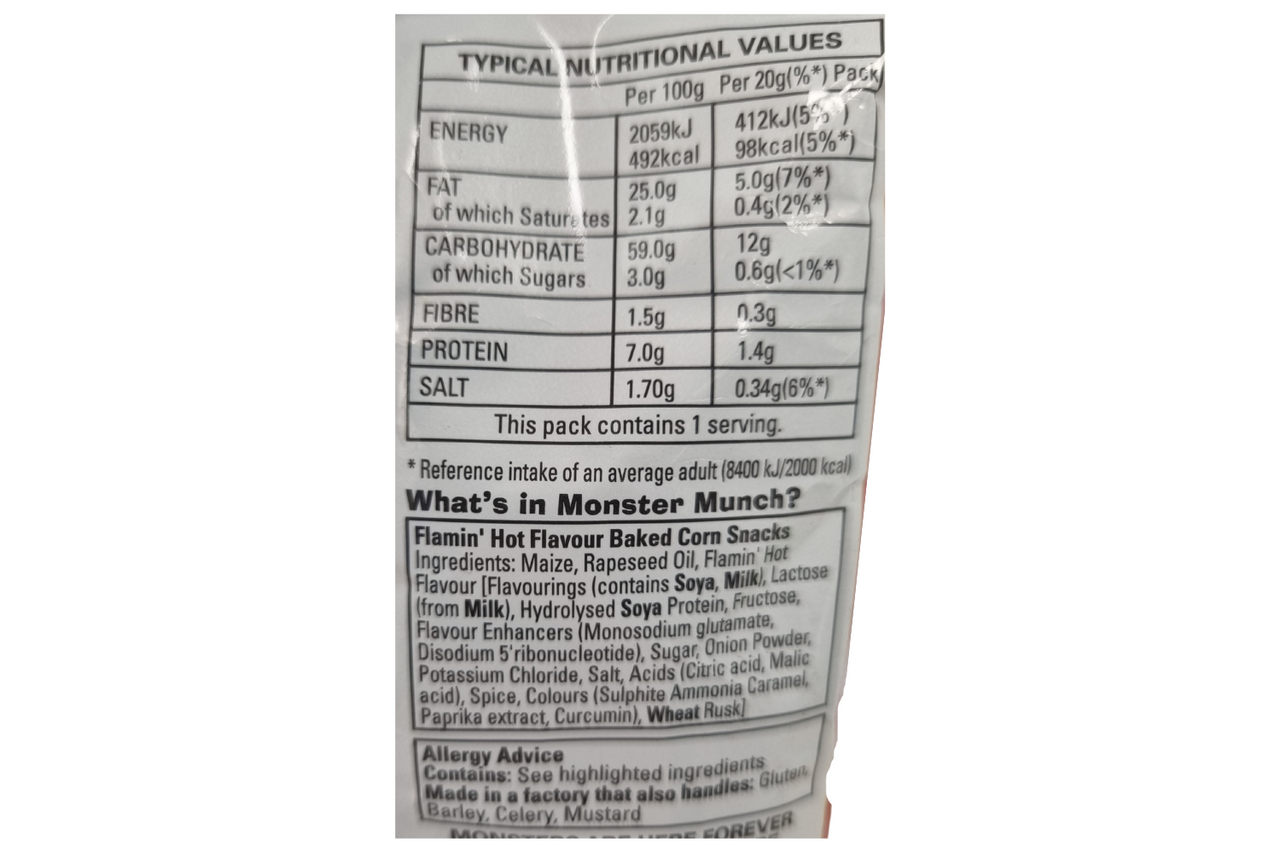 TYPICAL NUTRITIONAL VALUES
Per 100g Per 20g(%*) Pack
ENERGY 2059kJ 412kJ(5% )
492kcal 98kcal(5%*)
FAT 25.0g 5.0g(7%*)
of which Saturates 2.1g 0.4g(2%*)
CARBOHYDRATE 59.0g 12g
of which Sugars 3.0g 0.6g(<1%*)
FIBRE 1.5g 0.3g
PROTEIN 7.0g 1.4g
SALT 1.70g 0.34g(6%*)
This pack contains 1 serving.
* Reference intake of an average adult (8400 kJ/2000 kcal)
What's in Monster Munch?
Flamin' Hot Flavour Baked Corn Snacks
Ingredients: Maize, Rapeseed Oil, Flamin' Hot
Flavour [Flavourings (contains Soya, Milk), Lactose
(from Milk), Hydrolysed Soya Protein, Fructose,
Flavour Enhancers (Monosodium glutamate,
Disodium 5'ribonucleotide), Sugar, Onion Powder,
Potassium Chloride, Salt, Acids (Citric acid, Malic
acid), Spice, Colours (Sulphite Ammonia Caramel,
Paprika extract, Curcumin), Wheat Rusk]
Allergy Advice
Contains: See highlighted ingredients
Made in a factory that also handles: Gluten,
Barley, Celery, Mustard
MONSTERS ARE HERE FOREVER